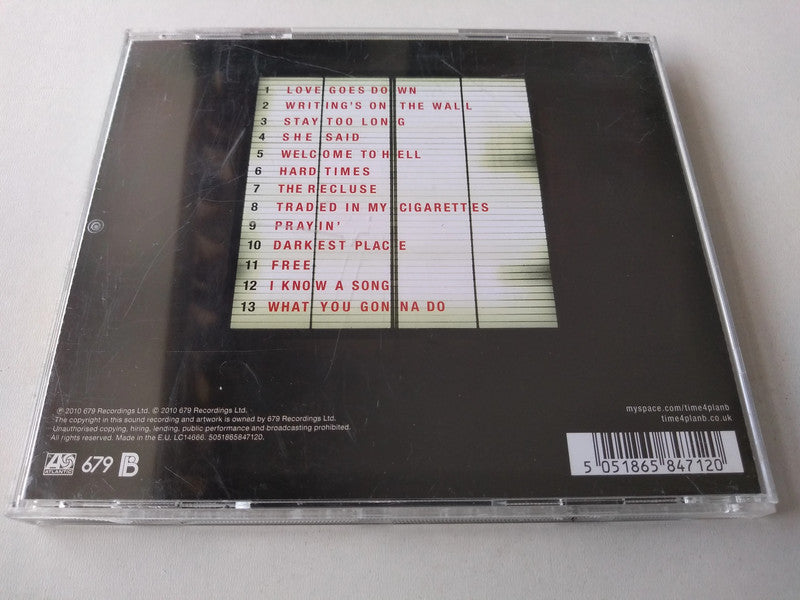 1 LOVE GOES DOWN
2 WRITING'S ON THE WALL
3 STAY TOO LONG
4 SHE SAID
5 WELCOME TO HELL
6 HARD TIMES
7 THE RECLUSE
8 TRADED IN MY CIGARETTES
9 PRAYIN'
10 DARKEST PLACE
11 FREE
12 I KNOW A SONG
13 WHAT YOU GONNA DO
℗ 2010 679 Recordings Ltd. © 2010 679 Recordings Ltd.
The copyright in this sound recording and artwork is owned by 679 Recordings Ltd.
Unauthorised copying, hiring, lending, public performance and broadcasting prohibited.
All rights reserved. Made in the E.U. LC14666. 5051865847120.
myspace.com/time4planb
time4planb.co.uk
ATLANTIC 679 B
5 051865 847120